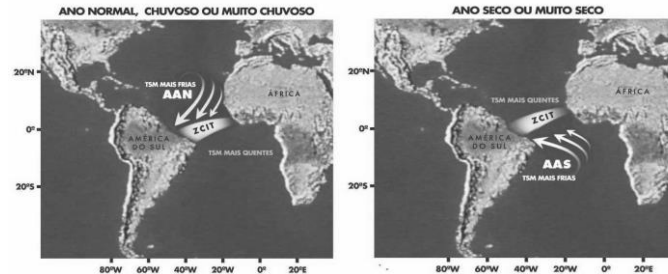 ANO NORMAL, CHUVOSO OU MUITO CHUVOSO
20ºN
0º
20ºS
TSM MAIS FRIAS
AAN
ÁFRICA
ZCIT
AMÉRICA
DO SUL
TSM MAIS QUENTES
80ºW 60ºW 40ºW 20ºW 0º 20ºE
ANO SECO OU MUITO SECO
20ºN
0º
20ºS
TSM MAIS QUENTES
ÁFRICA
ZCIT
AMÉRICA
DO SUL
AAS
TSM MAIS FRIAS
80ºW 60ºW 40ºW 20ºW 0º 20ºE